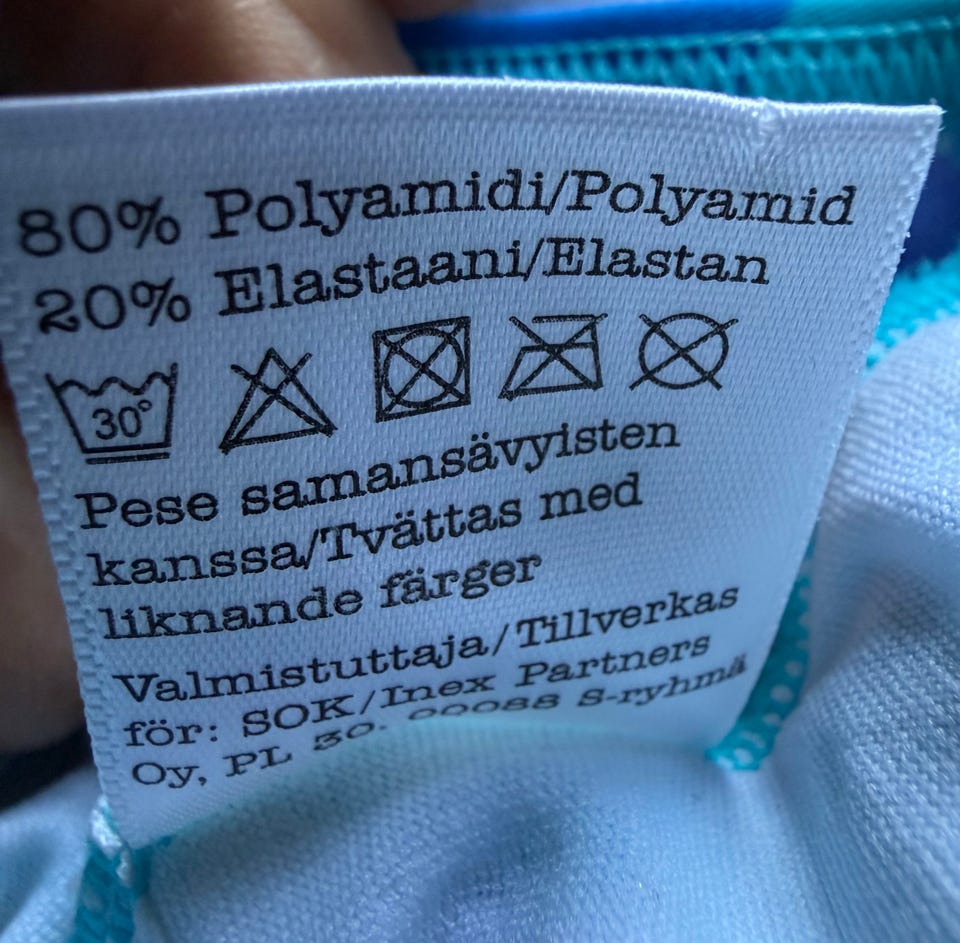 80% Polyamidi/Polyamid
20% Elastaani/Elastan
30°
Pese samansävyisten
kanssa/Tvättas med
liknande färger
Valmistuttaja/Tillverkas
för: SOK/Inex Partners
Oy, PL 30. 00088 S-ryhmä